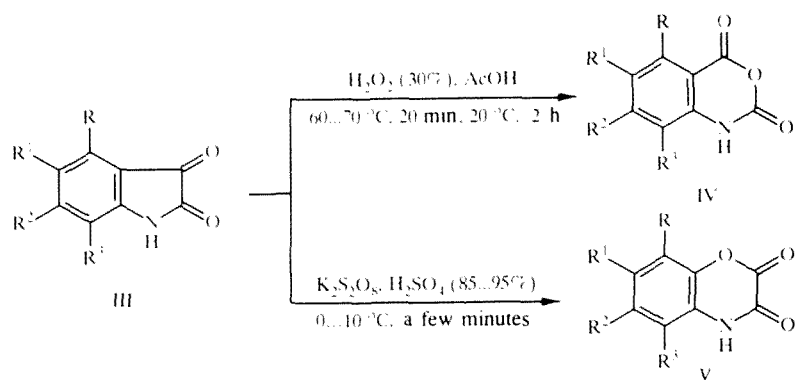 R
R¹
R²
R³
O
O
N
H
III
H₂O₂ (30%), AcOH
60...70 °C, 20 min, 20 °C, 2 h
K₂S₂O₈, H₂SO₄ (85...95%)
0...10 °C, a few minutes
R
R¹
R²
R³
O
O
O
N
H
IV
R
R¹
R²
R³
O
O
O
N
H
V